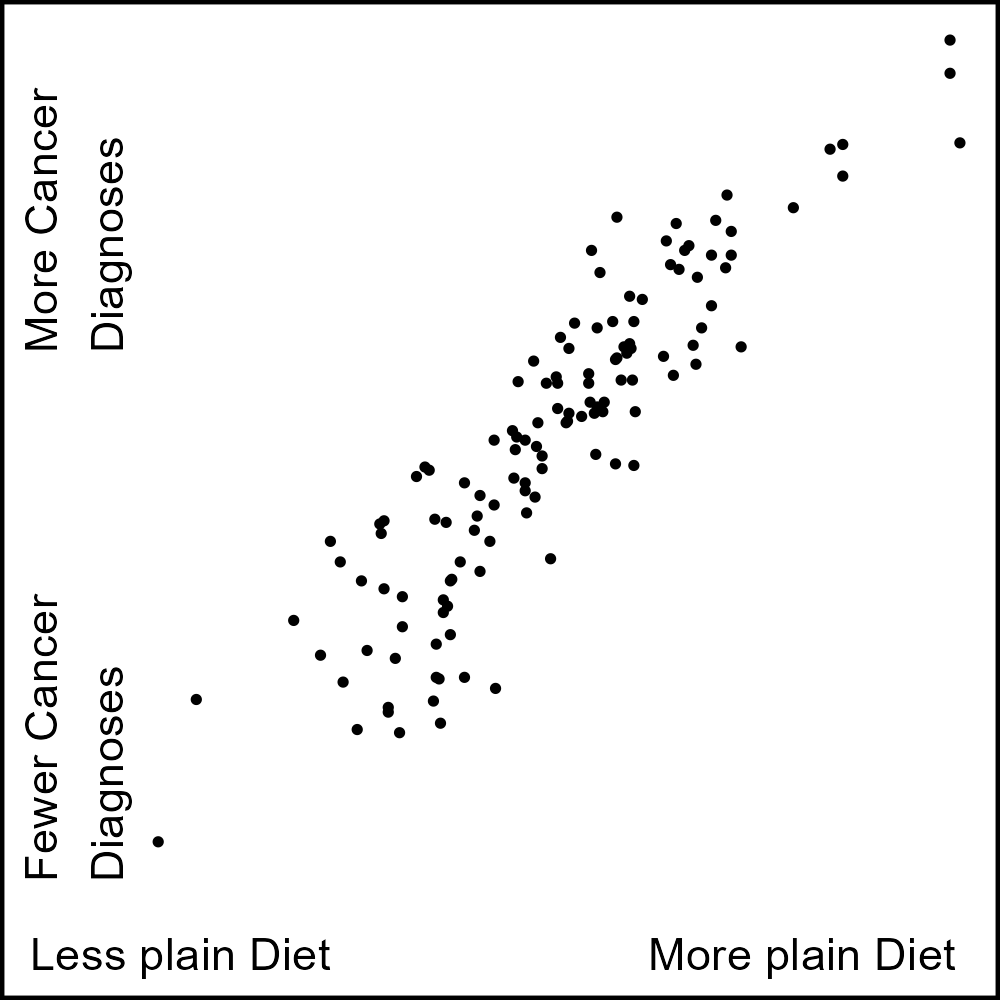 More Cancer
Diagnoses
Fewer Cancer
Diagnoses
Less plain Diet
More plain Diet